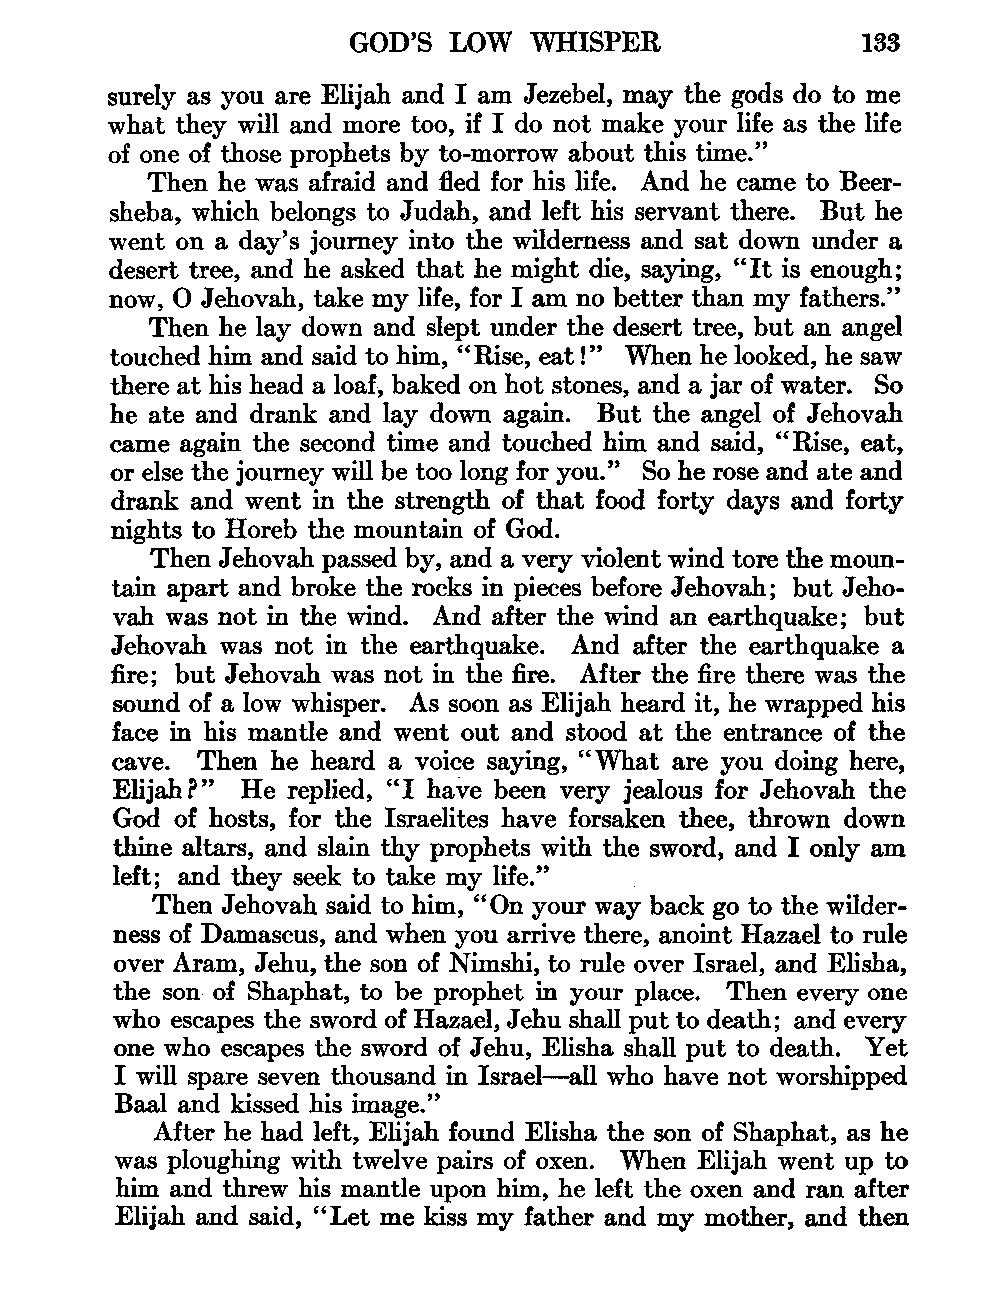 GOD'S LOW WHISPER 133
surely as you are Elijah and I am Jezebel, may the gods do to me
what they will and more too, if I do not make your life as the life
of one of those prophets by to-morrow about this time."
Then he was afraid and fled for his life. And he came to Beer-
sheba, which belongs to Judah, and left his servant there. But he
went on a day's journey into the wilderness and sat down under a
desert tree, and he asked that he might die, saying, "It is enough;
now, O Jehovah, take my life, for I am no better than my fathers."
Then he lay down and slept under the desert tree, but an angel
touched him and said to him, "Rise, eat!" When he looked, he saw
there at his head a loaf, baked on hot stones, and a jar of water. So
he ate and drank and lay down again. But the angel of Jehovah
came again the second time and touched him and said, "Rise, eat,
or else the journey will be too long for you." So he rose and ate and
drank and went in the strength of that food forty days and forty
nights to Horeb the mountain of God.
Then Jehovah passed by, and a very violent wind tore the moun-
tain apart and broke the rocks in pieces before Jehovah; but Jeho-
vah was not in the wind. And after the wind an earthquake; but
Jehovah was not in the earthquake. And after the earthquake a
fire; but Jehovah was not in the fire. After the fire there was the
sound of a low whisper. As soon as Elijah heard it, he wrapped his
face in his mantle and went out and stood at the entrance of the
cave. Then he heard a voice saying, "What are you doing here,
Elijah?" He replied, "I have been very jealous for Jehovah the
God of hosts, for the Israelites have forsaken thee, thrown down
thine altars, and slain thy prophets with the sword, and I only am
left; and they seek to take my life."
Then Jehovah said to him, "On your way back go to the wilder-
ness of Damascus, and when you arrive there, anoint Hazael to rule
over Aram, Jehu, the son of Nimshi, to rule over Israel, and Elisha,
the son of Shaphat, to be prophet in your place. Then every one
who escapes the sword of Hazael, Jehu shall put to death; and every
one who escapes the sword of Jehu, Elisha shall put to death. Yet
I will spare seven thousand in Israel—all who have not worshipped
Baal and kissed his image."
After he had left, Elijah found Elisha the son of Shaphat, as he
was ploughing with twelve pairs of oxen. When Elijah went up to
him and threw his mantle upon him, he left the oxen and ran after
Elijah and said, "Let me kiss my father and my mother, and then